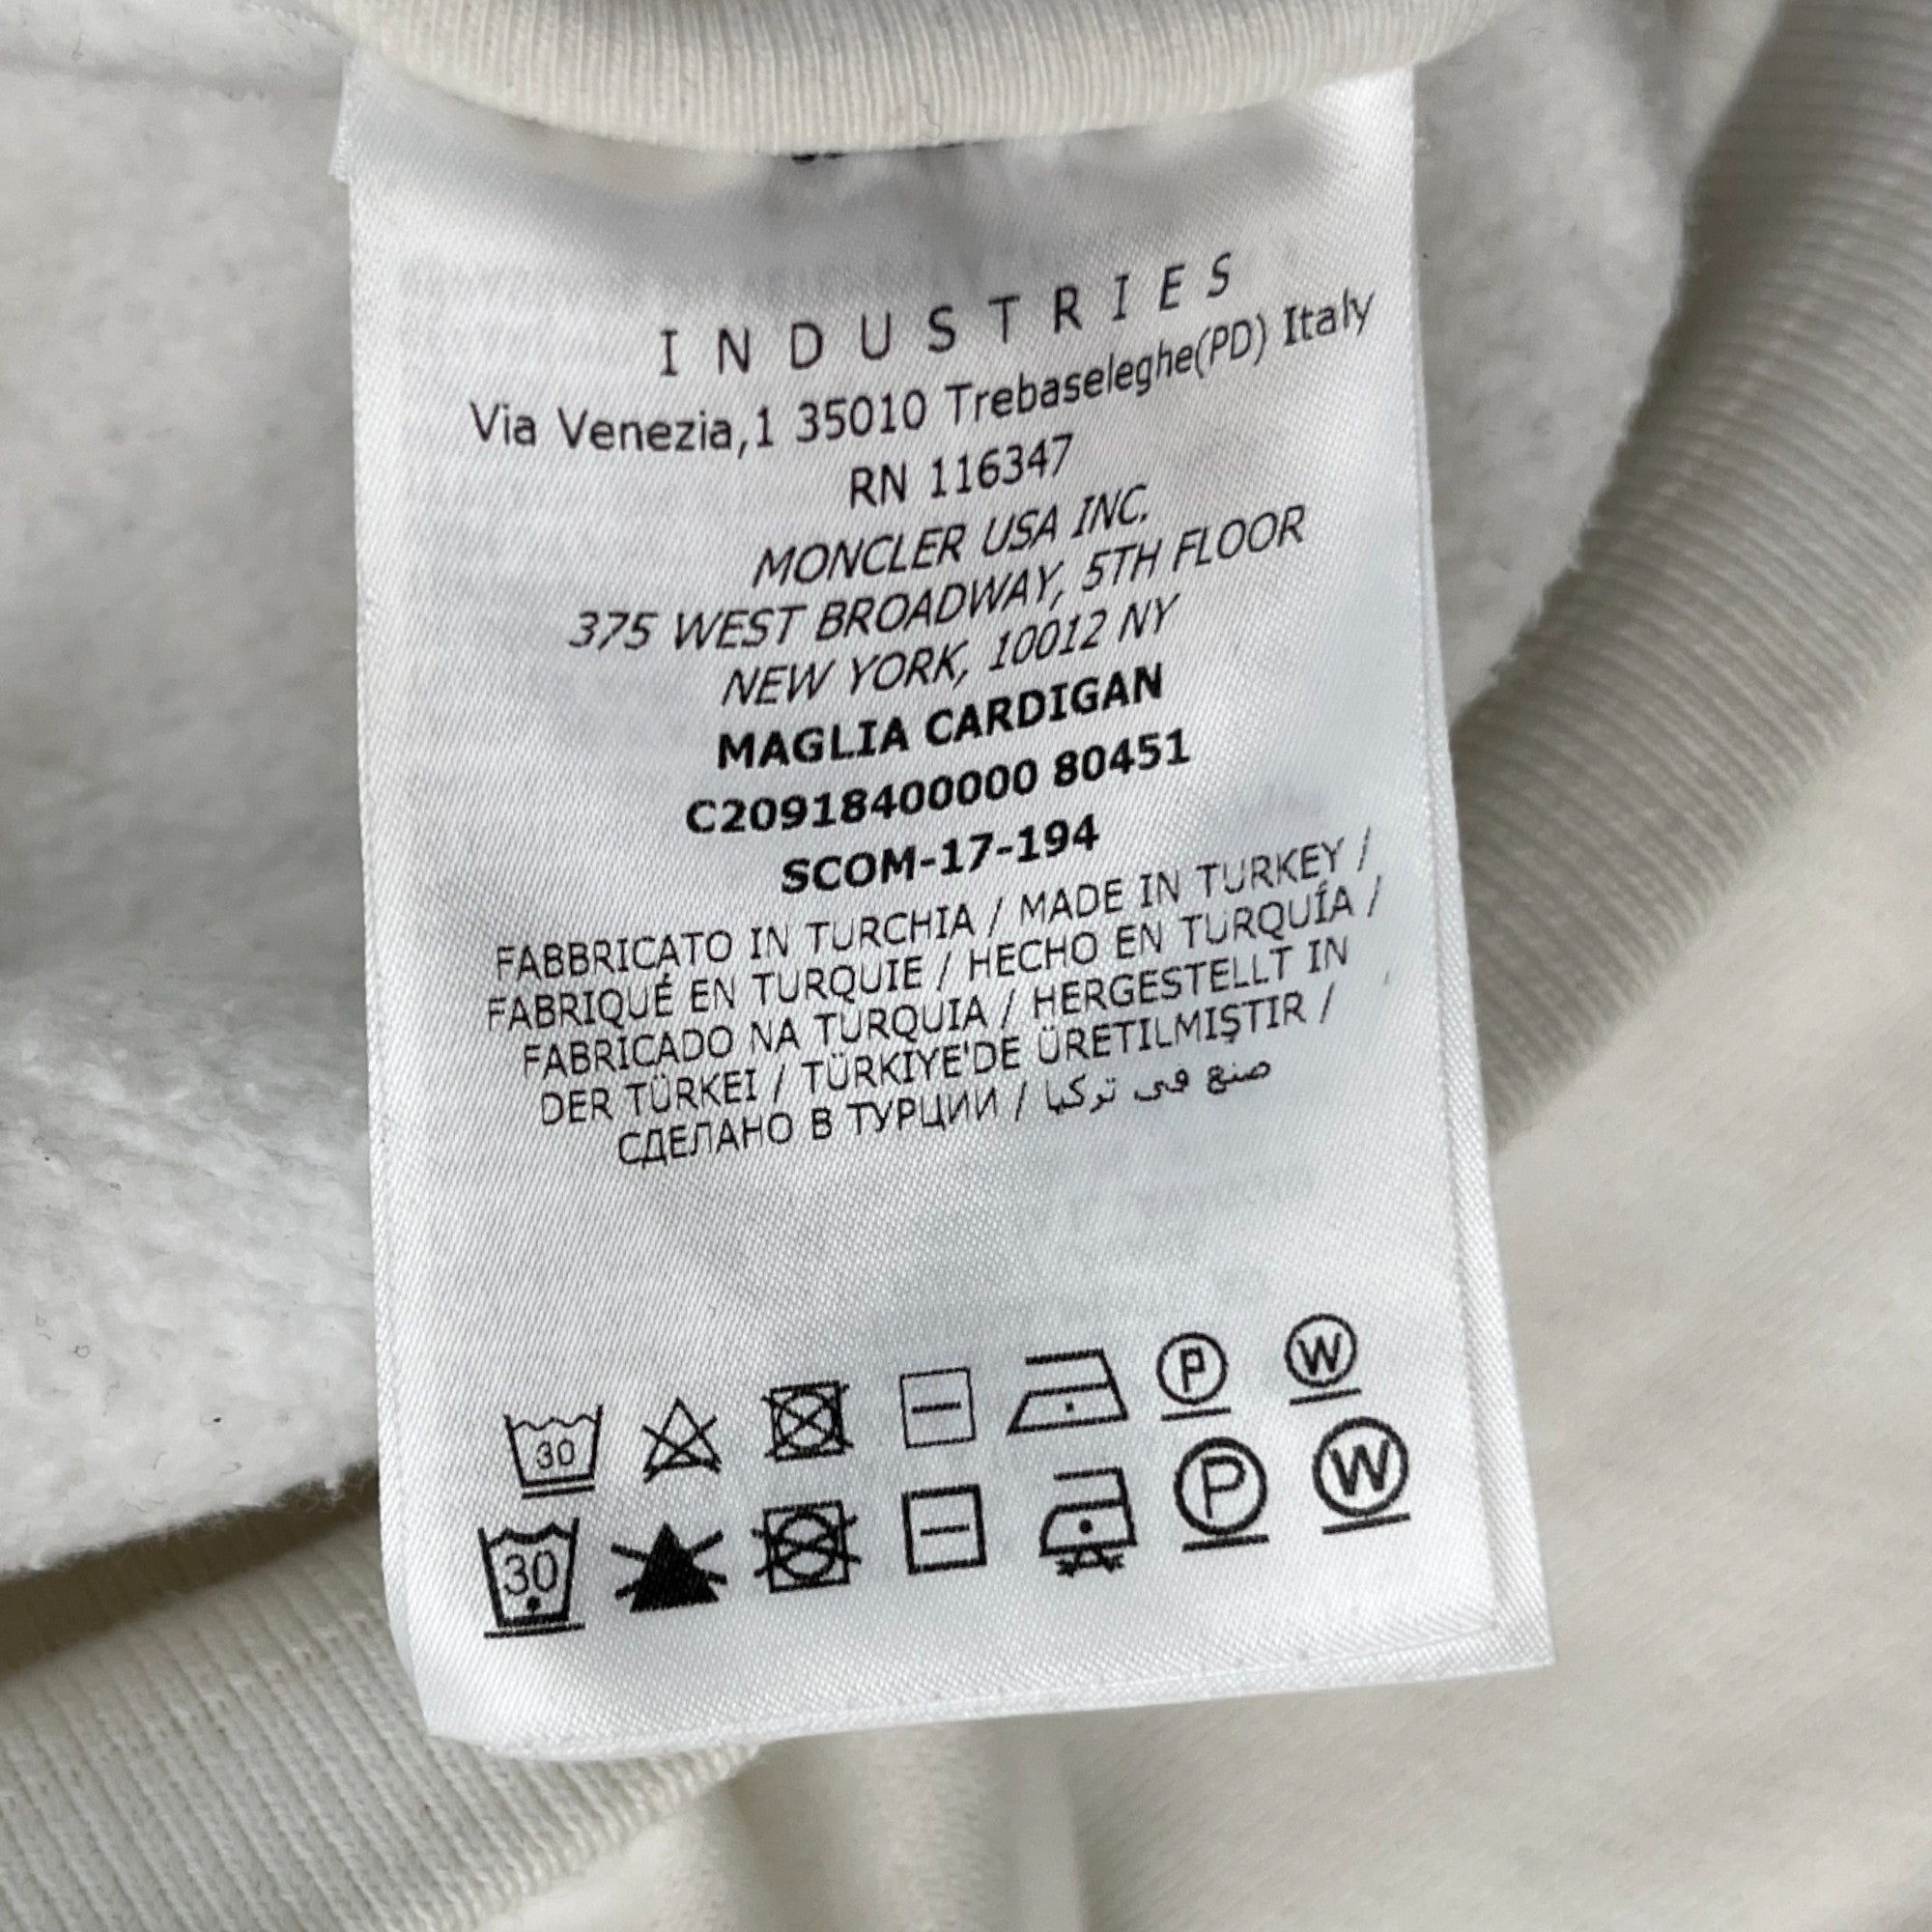 INDUSTRIES
Via Venezia,1 35010 Trebaseleghe(PD) Italy
RN 116347
MONCLER USA INC.
375 WEST BROADWAY, 5TH FLOOR
NEW YORK, 10012 NY
MAGLIA CARDIGAN
C20918400000 80451
SCOM-17-194
FABBRICATO IN TURCHIA / MADE IN TURKEY /
FABRIQUÉ EN TURQUIE / HECHO EN TURQUÍA /
FABRICADO NA TURQUIA / HERGESTELLT IN
DER TÜRKEI / TÜRKIYE'DE ÜRETILMIŞTIR /
СДЕЛАНО В ТУРЦИИ / صنع فى تركيا
30 P W
30 P W